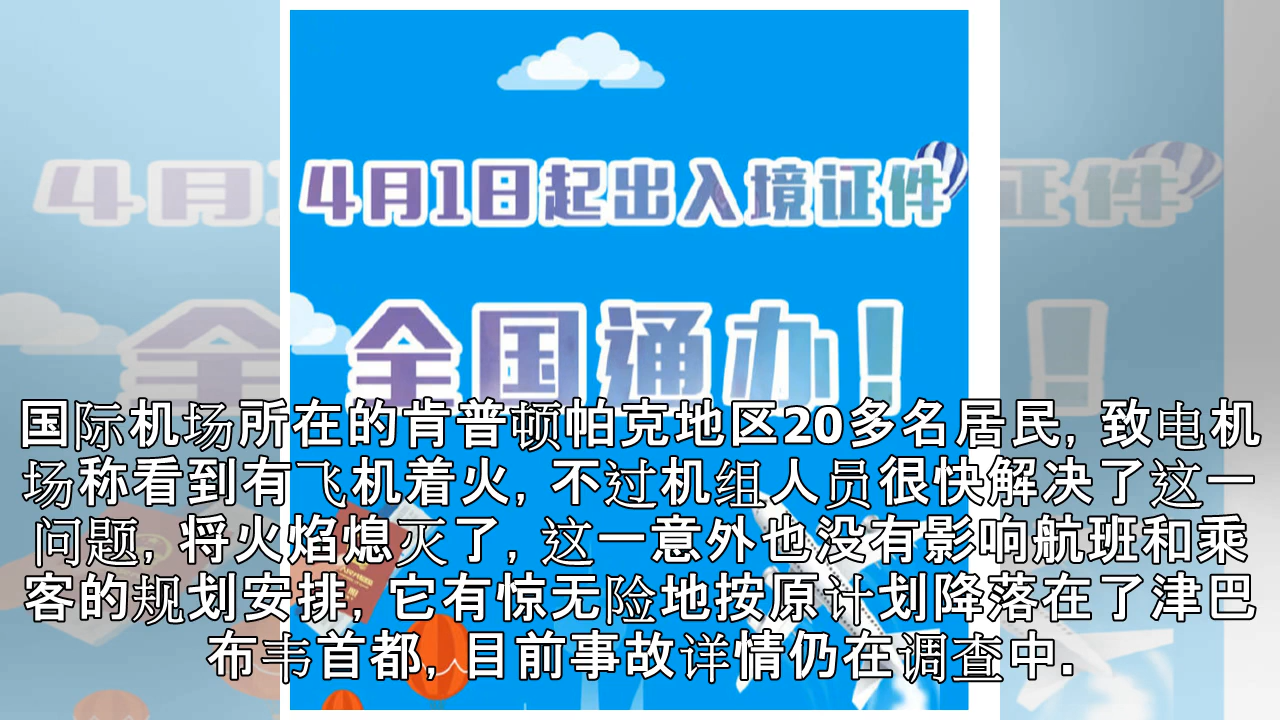 4月1日起出入境证件
全国通办!
国际机场所在的肯普顿帕克地区20多名居民, 致电机
场称看到有飞机着火, 不过机组人员很快解决了这一
问题, 将火焰熄灭了, 这一意外也没有影响航班和乘
客的规划安排, 它有惊无险地按原计划降落在了津巴
布韦首都, 目前事故详情仍在调查中.